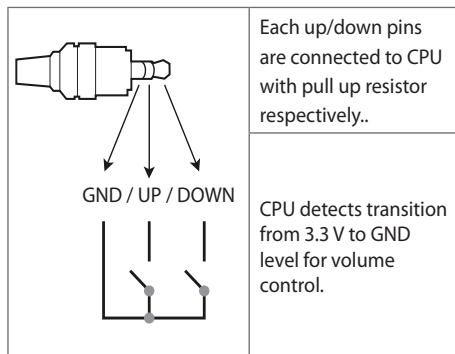 Each up/down pins
are connected to CPU
with pull up resistor
respectively..
GND / UP / DOWN
CPU detects transition
from 3.3 V to GND
level for volume
control.